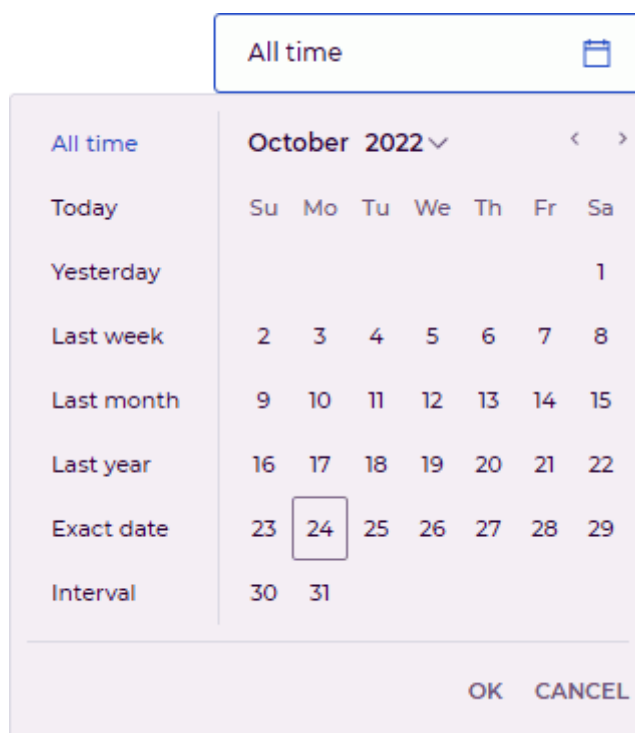 All time
All time
Today
Yesterday
Last week
Last month
Last year
Exact date
Interval
October 2022
Su Mo Tu We Th Fr Sa
1
2 3 4 5 6 7 8
9 10 11 12 13 14 15
16 17 18 19 20 21 22
23 24 25 26 27 28 29
30 31
OK CANCEL